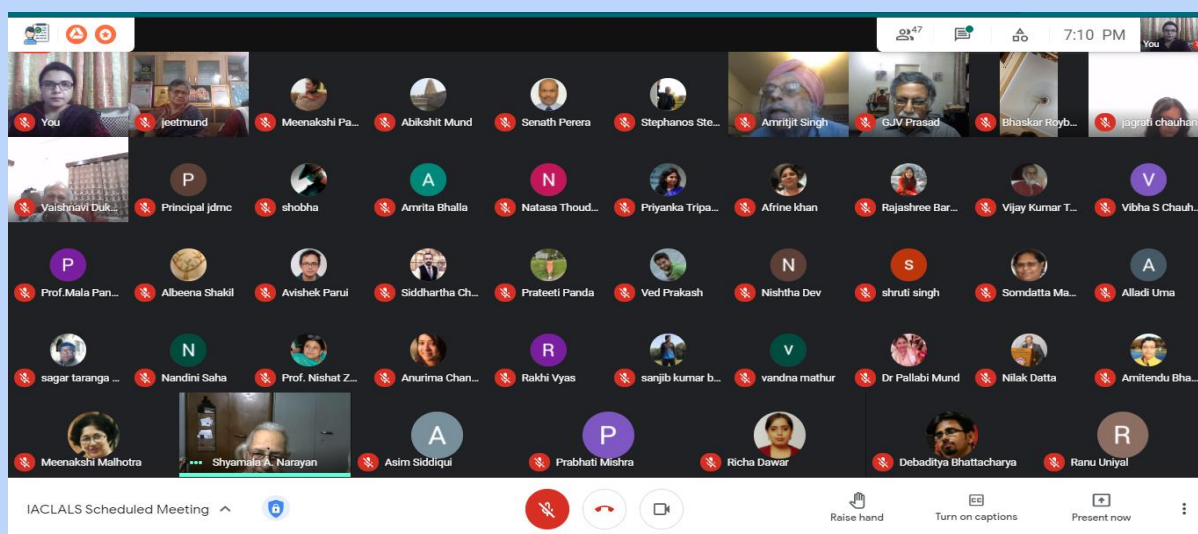 47
7:10 PM
You
You
jeetmund
Meenakshi Pa...
Abikshit Mund
Senath Perera
Stephanos Ste...
Amritjit Singh
GJV Prasad
Bhaskar Royb...
jagrati chauhan
Vaishnavi Duk...
P
Principal jdmc
shobha
A
Amrita Bhalla
N
Natasa Thoud...
Priyanka Tripa...
Afrine khan
Rajashree Bar...
Vijay Kumar T...
V
Vibha S Chauh...
P
Prof.Mala Pan...
Albeena Shakil
Avishek Parui
Siddhartha Ch...
Prateeti Panda
Ved Prakash
N
Nishtha Dev
s
shruti singh
Somdatta Ma...
A
Alladi Uma
sagar taranga ...
N
Nandini Saha
Prof. Nishat Z...
Anurima Chan...
R
Rakhi Vyas
sanjib kumar b...
v
vandna mathur
Dr Pallabi Mund
Nilak Datta
Amitendu Bha...
Meenakshi Malhotra
Shyamala A. Narayan
A
Asim Siddiqui
P
Prabhati Mishra
Richa Dawar
Debaditya Bhattacharya
R
Ranu Uniyal
IACLALS Scheduled Meeting
Raise hand
CC
Turn on captions
Present now